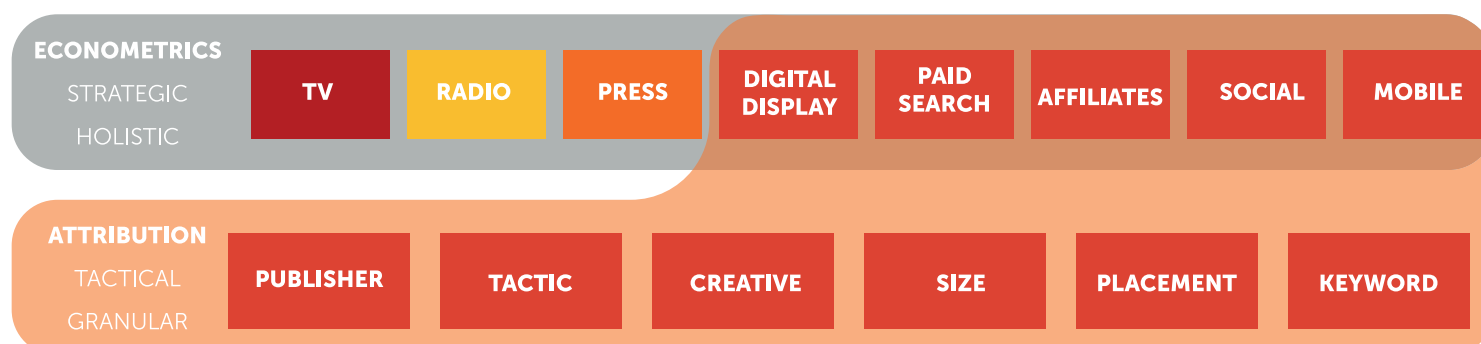 ECONOMETRICS
STRATEGIC
HOLISTIC
TV
RADIO
PRESS
DIGITAL
DISPLAY
PAID
SEARCH
AFFILIATES
SOCIAL
MOBILE
ATTRIBUTION
TACTICAL
GRANULAR
PUBLISHER
TACTIC
CREATIVE
SIZE
PLACEMENT
KEYWORD